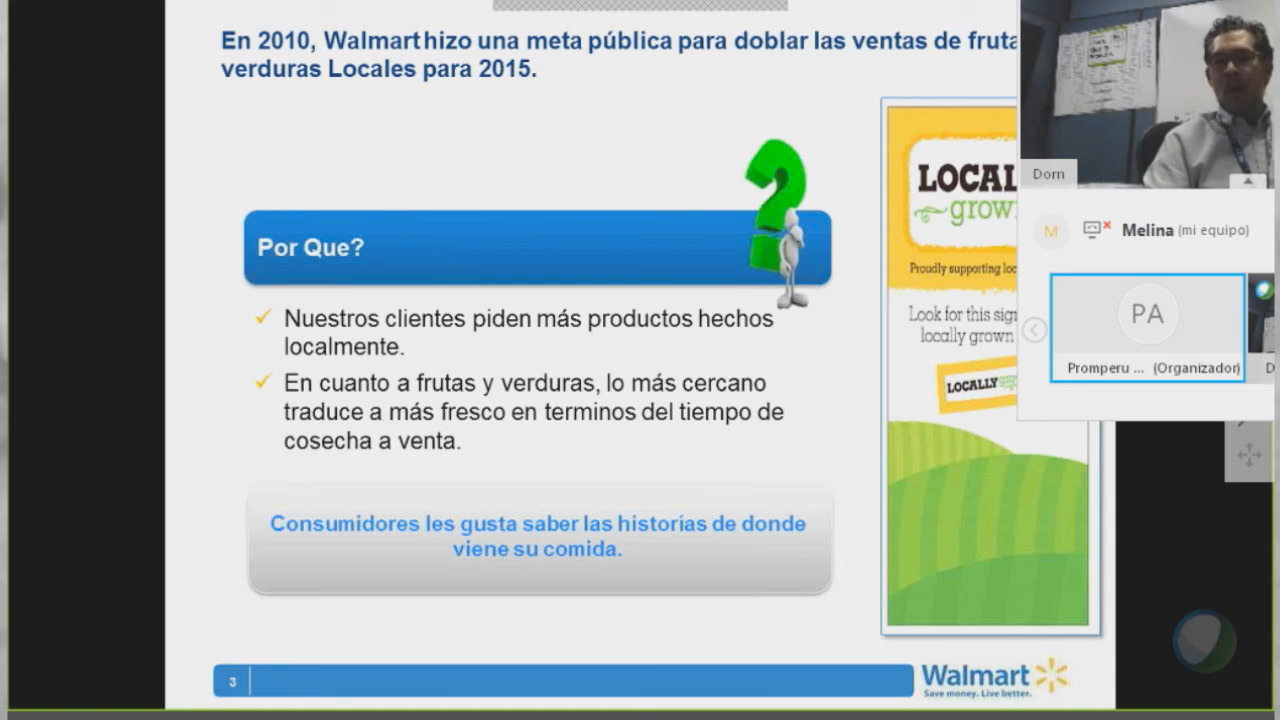 En 2010, Walmart hizo una meta pública para doblar las ventas de fruta
verduras Locales para 2015.
Por Que?
Nuestros clientes piden más productos hechos
localmente.
En cuanto a frutas y verduras, lo más cercano
traduce a más fresco en terminos del tiempo de
cosecha a venta.
Consumidores les gusta saber las historías de donde
viene su comida.
LOCAL
grow
Proudly supporting loc
Look for this sign
locally grown
LOCALLY
3
Walmart
Save money. Live better.
Dorn
M
Melina (mi equipo)
PA
Promperu ... (Organizador)
D